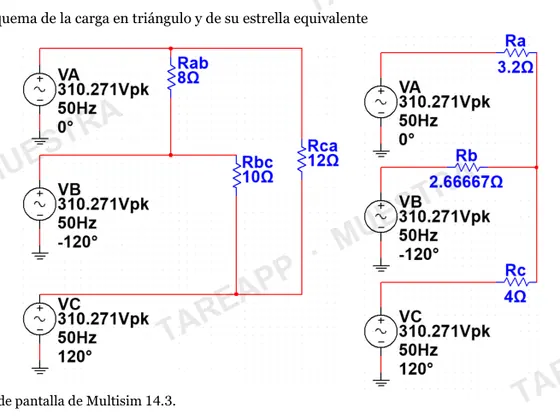 quema de la carga en triángulo y de su estrella equivalente
Rab
8Ω
VA
310.271Vpk
50Hz
0°
Rca
12Ω
Rbc
10Ω
VB
310.271Vpk
50Hz
-120°
VC
310.271Vpk
50Hz
120°
Ra
3.2Ω
VA
310.271Vpk
50Hz
0°
Rb
2.66667Ω
VB
310.271Vpk
50Hz
-120°
Rc
4Ω
VC
310.271Vpk
50Hz
120°
TAREAPP · MUESTRA
de pantalla de Multisim 14.3.